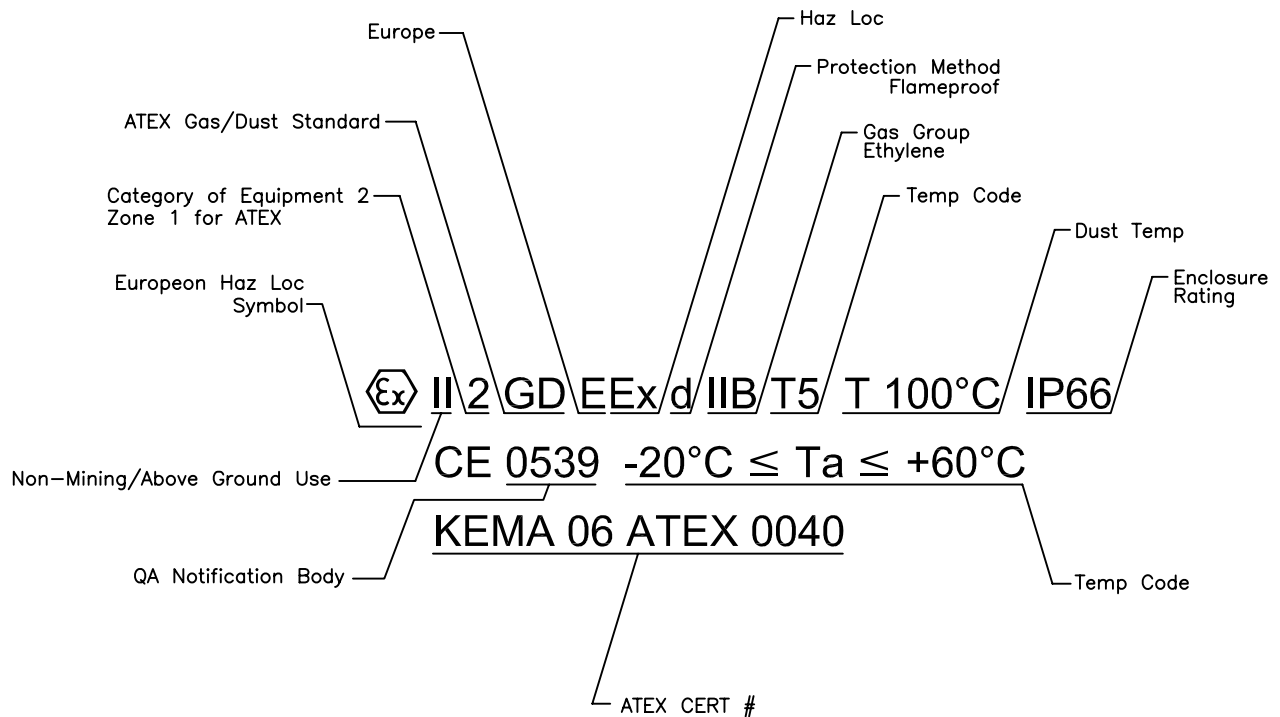 Haz Loc
Europe
Protection Method
Flameproof
ATEX Gas/Dust Standard
Gas Group
Ethylene
Category of Equipment 2
Zone 1 for ATEX
Temp Code
Dust Temp
Europeon Haz Loc
Symbol
Enclosure
Rating
Ex II 2 GD EEx d IIB T5 T 100°C IP66
CE 0539 -20°C ≤ Ta ≤ +60°C
Non-Mining/Above Ground Use
KEMA 06 ATEX 0040
QA Notification Body
Temp Code
ATEX CERT #